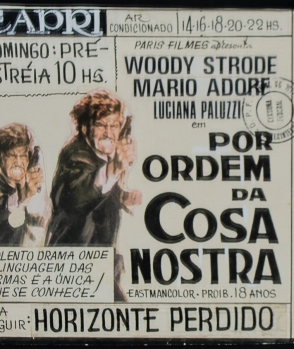 CAPRI AR CONDICIONADO 14-16-18-20-22 HS.
DOMINGO: PRÉ-
ESTRÉIA 10 HS.
PARIS FILMES apresenta
WOODY STRODE
MARIO ADORF
LUCIANA PALUZZI
em
POR
ORDEM
DA
COSA
NOSTRA
EASTMANCOLOR - PROIB. 18 ANOS
LENTO DRAMA ONDE
LINGUAGEM DAS
RMAS É A ÚNICA
UE SE CONHECE!
A
GUIR: HORIZONTE PERDIDO